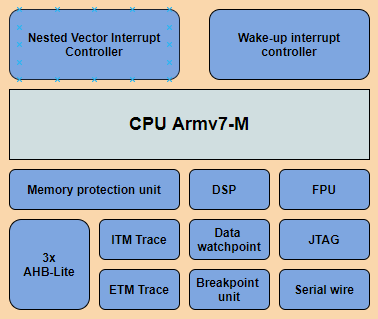 Nested Vector Interrupt
Controller
Wake-up interrupt
controller
CPU Armv7-M
Memory protection unit
DSP
FPU
3x
AHB-Lite
ITM Trace
Data
watchpoint
JTAG
ETM Trace
Breakpoint
unit
Serial wire